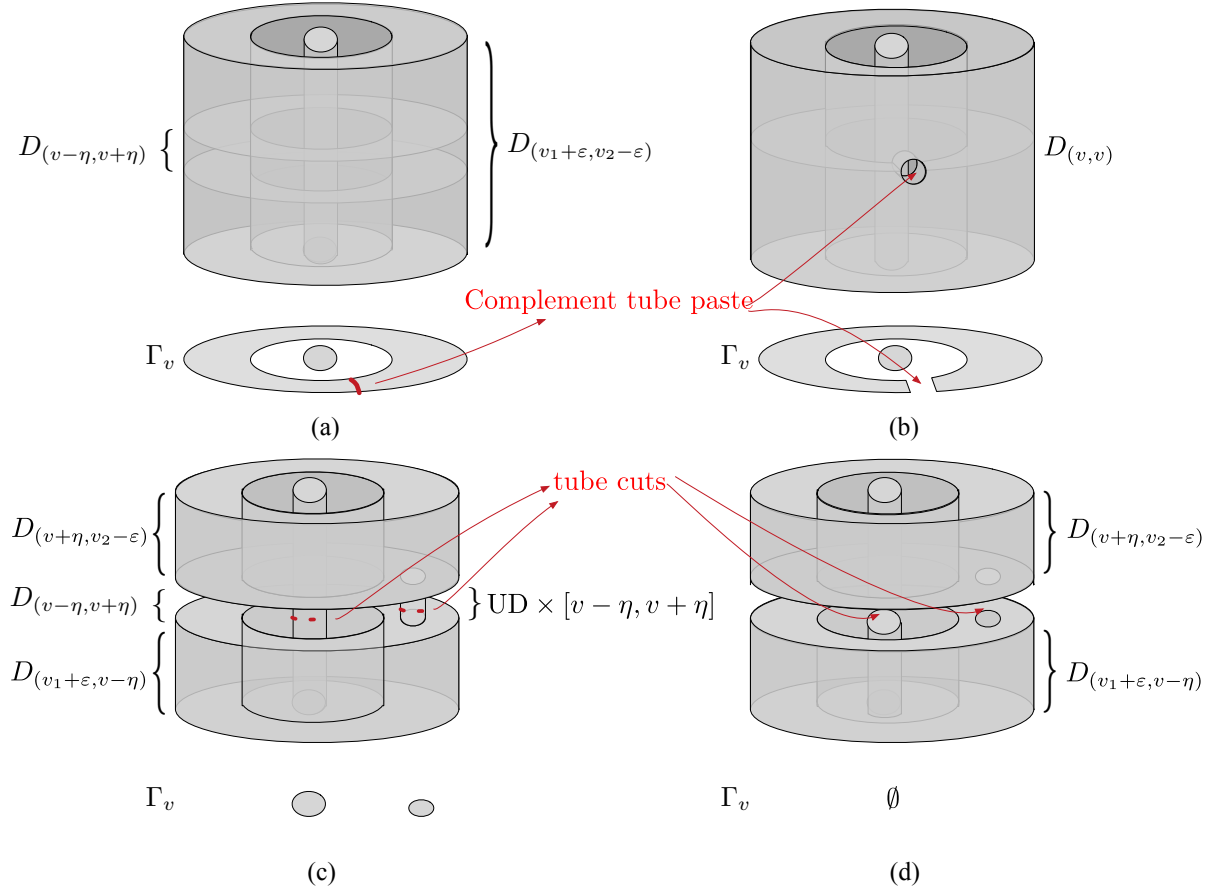 D_{(v−η,v+η)}
{
}
D_{(v_1+ε,v_2−ε)}
D_{(v,v)}
Complement tube paste
Γ_v
Γ_v
(a)
(b)
tube cuts
D_{(v+η,v_2−ε)}
{
}
D_{(v+η,v_2−ε)}
D_{(v−η,v+η)}
{
} UD × [v − η, v + η]
D_{(v_1+ε,v−η)}
{
}
D_{(v_1+ε,v−η)}
Γ_v
Γ_v
∅
(c)
(d)